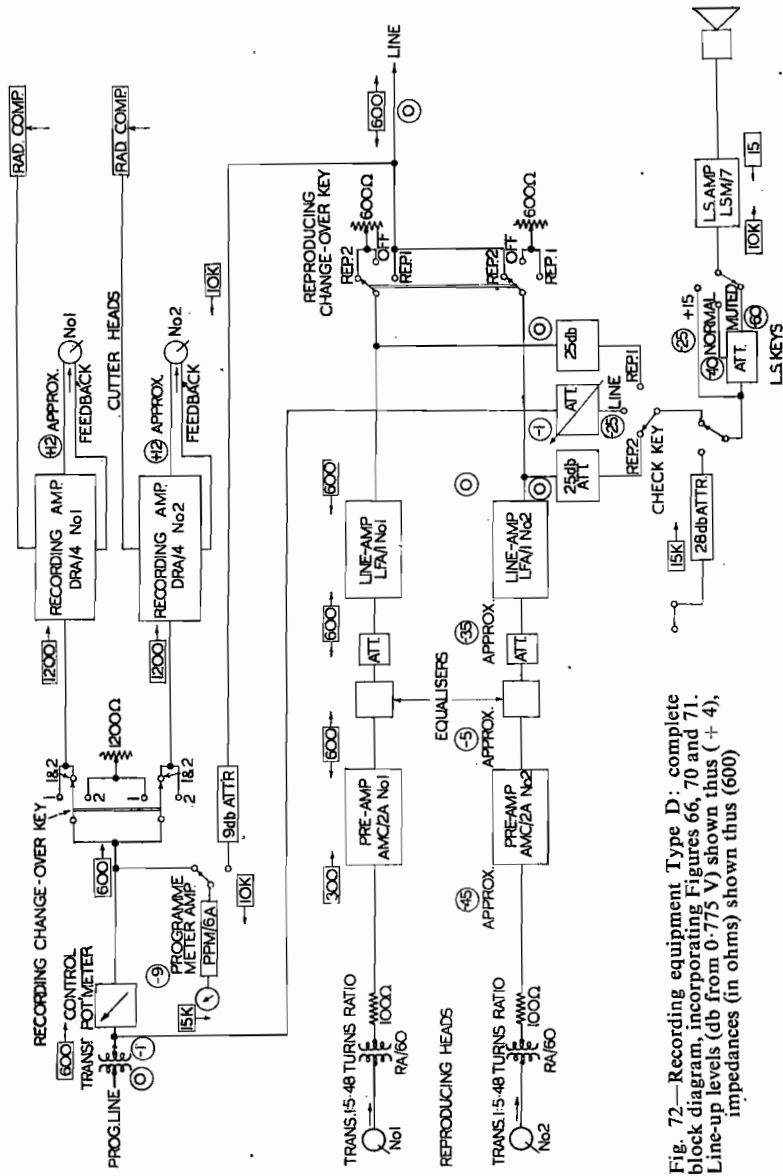 RAD. COMP.
RAD. COMP.
CUTTER HEADS
+12 APPROX.
No1
FEEDBACK
+12 APPROX.
No2
FEEDBACK
10K
RECORDING AMP.
DRA/4 No1
RECORDING AMP.
DRA/4 No2
1200
1200
RECORDING CHANGE-OVER KEY
1
1&2
2
1
1&2
2
1200Ω
600
CONTROL
POT'METER
TRANSF
600
0
-1
PROG. LINE
-9
PROGRAMME
METER AMP.
PPM/6A
15K
10K
9db ATTR
LINE
600
0
REPRODUCING
CHANGE-OVER KEY
600Ω
REP.2
OFF
REP.1
REP.2
OFF
REP.1
600Ω
TRANS.1:5·48 TURNS RATIO
No1
RA/60
100Ω
300
PRE-AMP
AMC/2A No1
600
ATT.
600
LINE-AMP
LFA/1 No1
600
0
REPRODUCING HEADS
EQUALISERS
TRANS.1:5·48 TURNS RATIO
No2
RA/60
100Ω
-45
APPROX.
PRE-AMP
AMC/2A No2
-5
APPROX.
ATT.
-35
APPROX.
LINE-AMP
LFA/1 No2
0
0
25db
ATT.
-1
-25
25db
ATT.
REP.1
LINE
REP.2
CHECK KEY
15K
28db ATTR.
-25
+15
-40
NORMAL
MUTED
-60
ATT.
L.S. KEYS
L.S. AMP
LSM/7
10K
15
Fig. 72—Recording equipment Type D: complete
block diagram, incorporating Figures 66, 70 and 71.
Line-up levels (db from 0·775 V) shown thus (+ 4),
impedances (in ohms) shown thus (600)